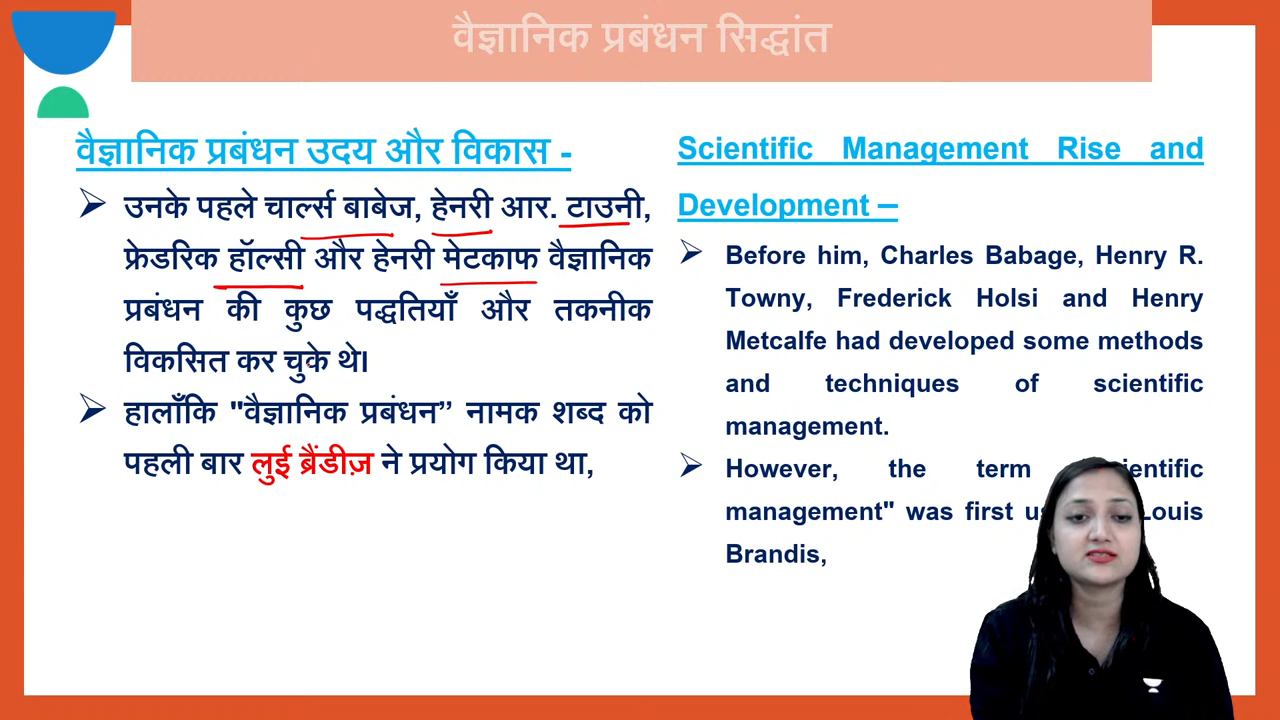 वैज्ञानिक प्रबंधन सिद्धांत
वैज्ञानिक प्रबंधन उदय और विकास -
उनके पहले चार्ल्स बाबेज, हेनरी आर. टाउनी,
फ्रेडरिक हॉल्सी और हेनरी मेटकाफ वैज्ञानिक
प्रबंधन की कुछ पद्धतियाँ और तकनीक
विकसित कर चुके थे।
हालाँकि "वैज्ञानिक प्रबंधन” नामक शब्द को
पहली बार लुई ब्रैंडीज़ ने प्रयोग किया था,
Scientific Management Rise and
Development –
Before him, Charles Babage, Henry R.
Towny, Frederick Holsi and Henry
Metcalfe had developed some methods
and techniques of scientific
management.
However, the term
management" was first Louis
Brandis,